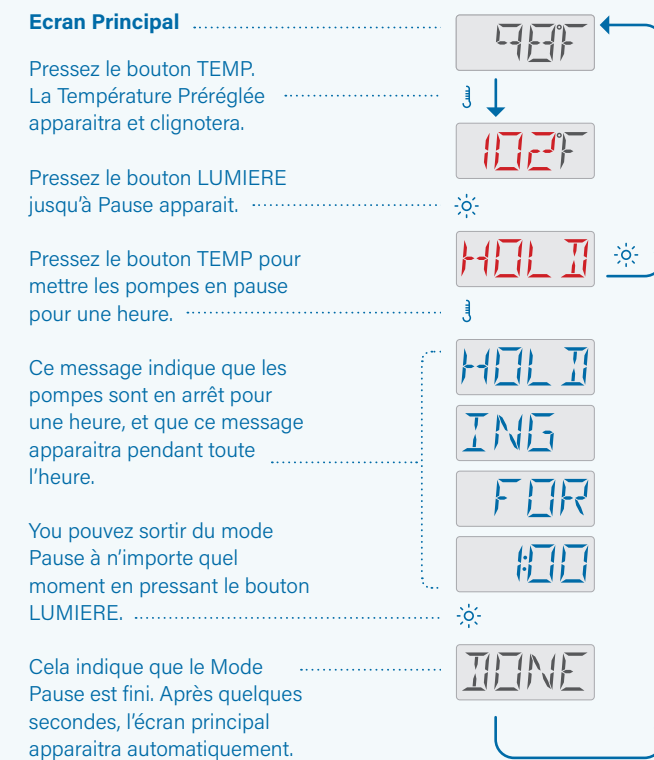 Ecran Principal
98°F
Pressez le bouton TEMP.
La Température Préréglée
apparaitra et clignotera.
102°F
Pressez le bouton LUMIERE
jusqu'à Pause apparait.
HOLD
Pressez le bouton TEMP pour
mettre les pompes en pause
pour une heure.
Ce message indique que les
pompes sont en arrêt pour
une heure, et que ce message
apparaitra pendant toute
l'heure.
HOLD
ING
FOR
1:00
You pouvez sortir du mode
Pause à n'importe quel
moment en pressant le bouton
LUMIERE.
Cela indique que le Mode
Pause est fini. Après quelques
secondes, l'écran principal
apparaitra automatiquement.
DONE